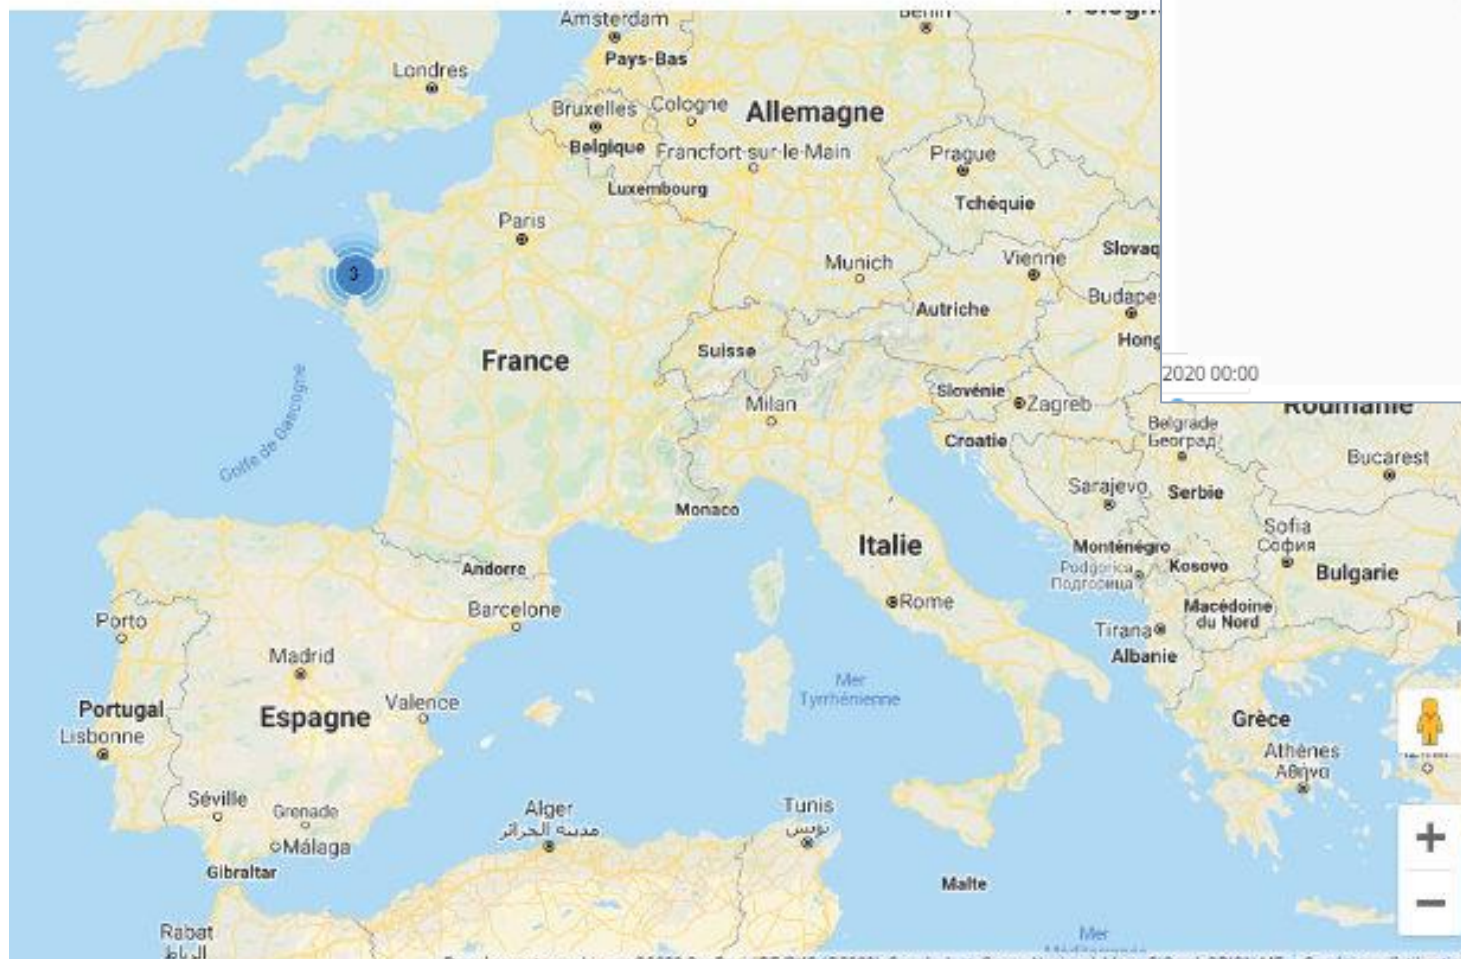 Amsterdam
Berlin
Pays-Bas
Londres
Bruxelles
Cologne
Allemagne
Belgique
Francfort-sur-le-Main
Prague
Luxembourg
Tchéquie
Paris
Slovaq
Munich
Vienne
3
Budape
Autriche
Hong
Suisse
France
2020 00:00
Slovénie
Zagreb
Milan
Roumanie
Belgrade
Београд
Croatie
Golfe de Gascogne
Bucarest
Sarajevo
Serbie
Monaco
Sofia
София
Italie
Monténégro
Podgorica
Подгорица
Kosovo
Bulgarie
Andorre
Barcelone
Rome
Macédoine
du Nord
Porto
Tirana
Albanie
Madrid
Mer
Tyrrhénienne
Valence
Portugal
Espagne
Grèce
Lisbonne
Athènes
Αθήνα
Séville
Grenade
Alger
مدينة الجزائر
Tunis
تونس
+
Málaga
Gibraltar
Malte
−
Rabat
الرباط
Mer